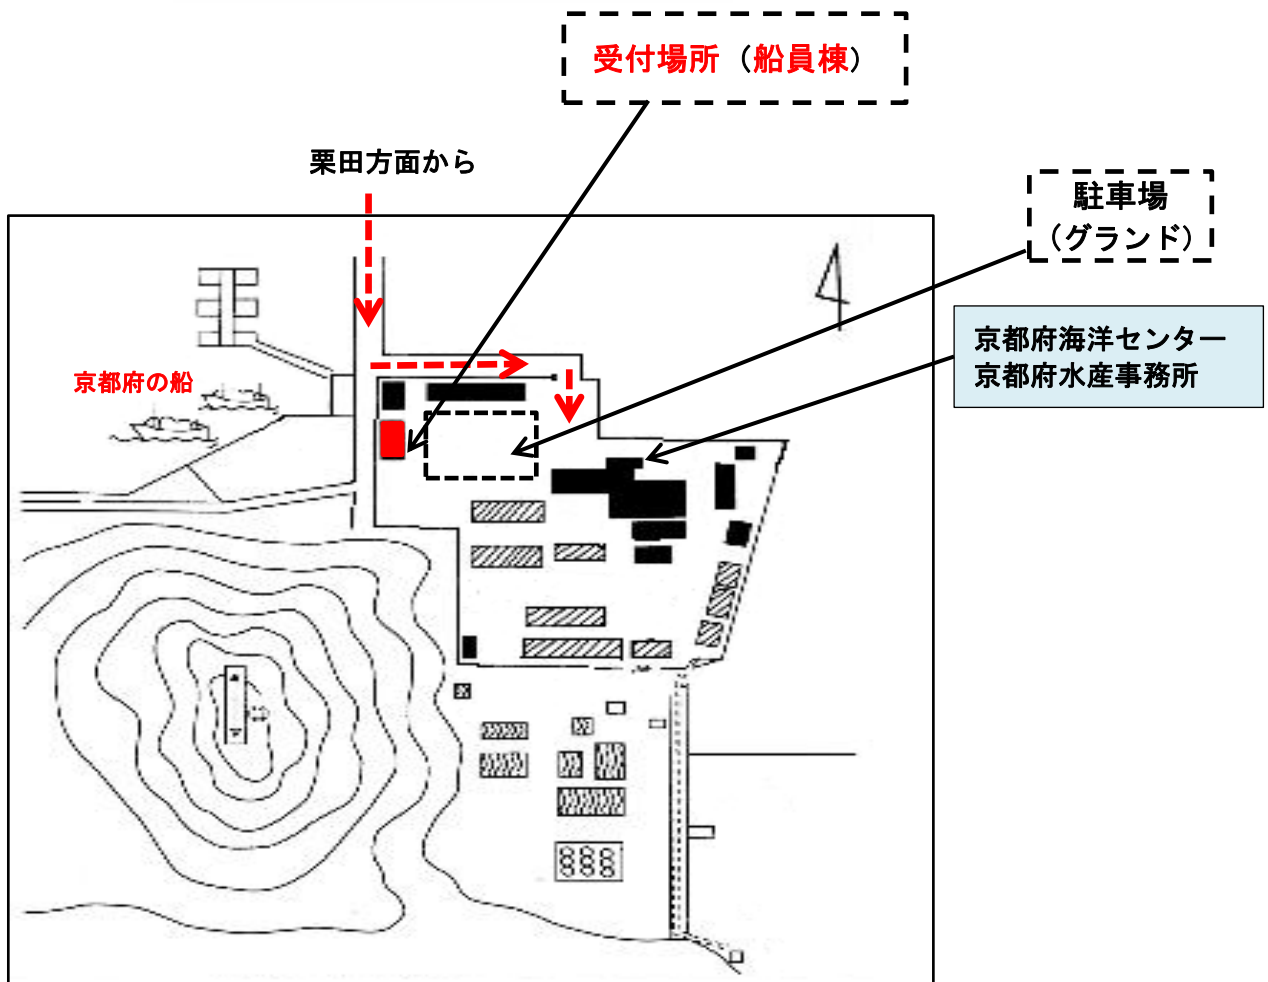 受付場所（船員棟）
栗田方面から
駐車場
（グランド）
京都府海洋センター
京都府水産事務所
京都府の船